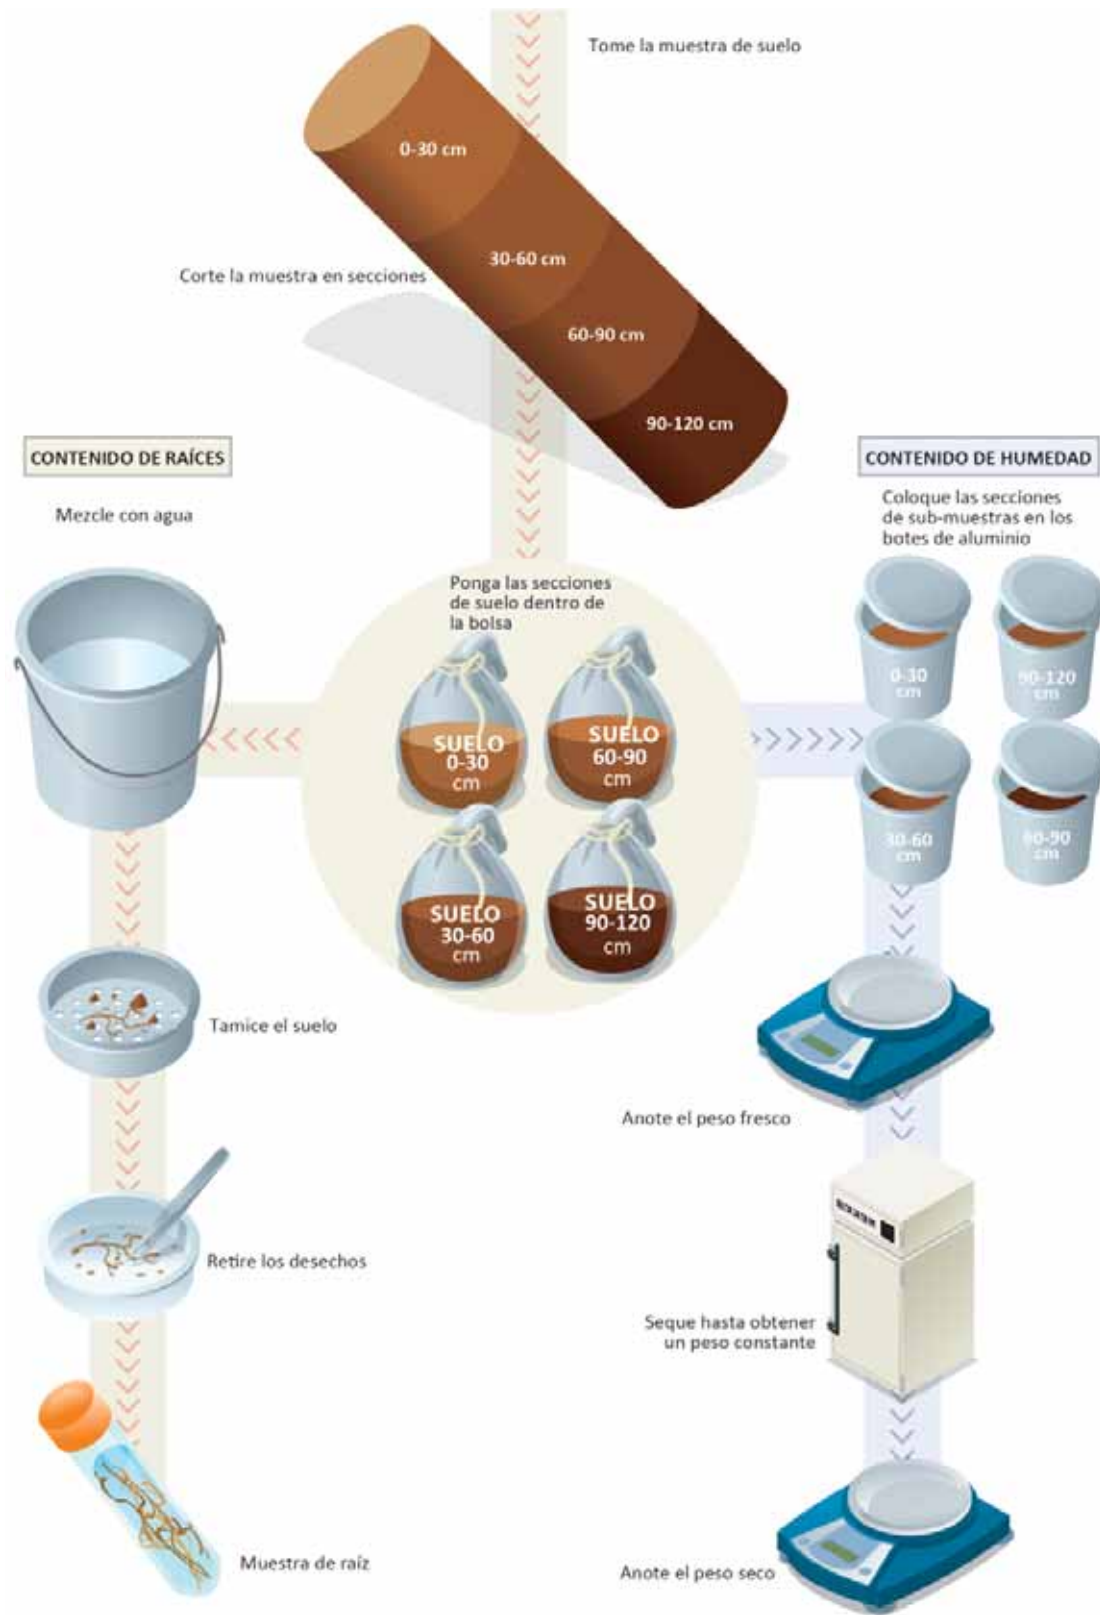 Tome la muestra de suelo
0-30 cm
30-60 cm
Corte la muestra en secciones
60-90 cm
90-120 cm
CONTENIDO DE RAÍCES
Mezcle con agua
CONTENIDO DE HUMEDAD
Coloque las secciones
de sub-muestras en los
botes de aluminio
Ponga las secciones
de suelo dentro de
la bolsa
SUELO
0-30
cm
SUELO
60-90
cm
SUELO
30-60
cm
SUELO
90-120
cm
0-30
cm
90-120
cm
30-60
cm
60-90
cm
Tamice el suelo
Anote el peso fresco
Retire los desechos
Seque hasta obtener
un peso constante
Muestra de raíz
Anote el peso seco